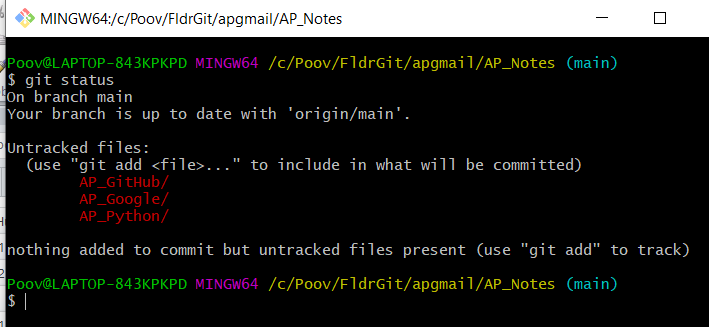 MINGW64:/c/Poov/FldrGit/apgmail/AP_Notes
Poov@LAPTOP-843KPKPD MINGW64 /c/Poov/FldrGit/apgmail/AP_Notes (main)
$ git status
On branch main
Your branch is up to date with 'origin/main'.
Untracked files:
(use "git add <file>..." to include in what will be committed)
AP_GitHub/
AP_Google/
AP_Python/
nothing added to commit but untracked files present (use "git add" to track)
Poov@LAPTOP-843KPKPD MINGW64 /c/Poov/FldrGit/apgmail/AP_Notes (main)
$